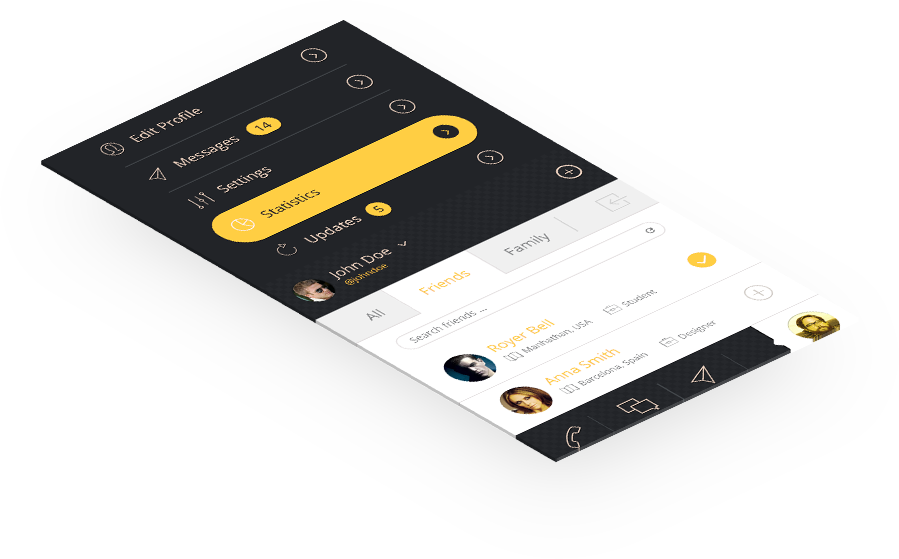 Edit Profile
Messages 14
Settings
Statistics
Updates 5
John Doe
@johndoe
All Friends Family
Search friends ...
Royer Bell
Manhathan, USA Student
Anna Smith
Barcelona, Spain Designer